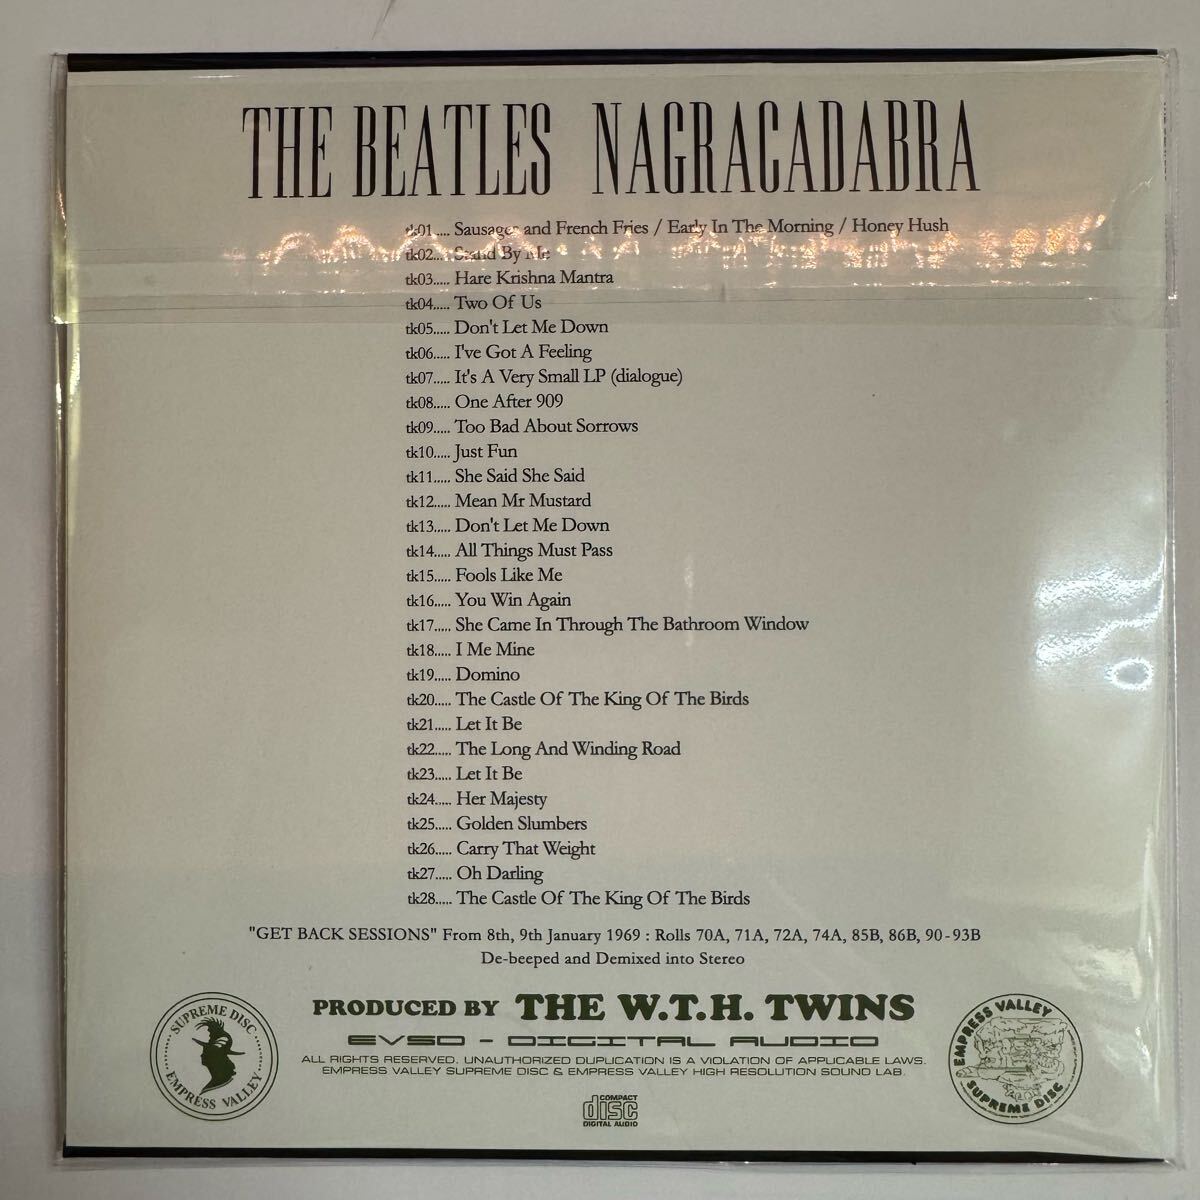 THE BEATLES NAGRACADABRA
tk01.... Sausages and French Fries / Early In The Morning / Honey Hush
tk02.... Stand By Me
tk03..... Hare Krishna Mantra
tk04..... Two Of Us
tk05..... Don't Let Me Down
tk06..... I've Got A Feeling
tk07..... It's A Very Small LP (dialogue)
tk08..... One After 909
tk09..... Too Bad About Sorrows
tk10..... Just Fun
tk11..... She Said She Said
tk12..... Mean Mr Mustard
tk13..... Don't Let Me Down
tk14..... All Things Must Pass
tk15..... Fools Like Me
tk16..... You Win Again
tk17..... She Came In Through The Bathroom Window
tk18..... I Me Mine
tk19..... Domino
tk20..... The Castle Of The King Of The Birds
tk21..... Let It Be
tk22..... The Long And Winding Road
tk23..... Let It Be
tk24..... Her Majesty
tk25..... Golden Slumbers
tk26..... Carry That Weight
tk27..... Oh Darling
tk28..... The Castle Of The King Of The Birds
"GET BACK SESSIONS" From 8th, 9th January 1969 : Rolls 70A, 71A, 72A, 74A, 85B, 86B, 90-93B
De-beeped and Demixed into Stereo
PRODUCED BY THE W.T.H. TWINS
EVSD - DIGITAL AUDIO
ALL RIGHTS RESERVED. UNAUTHORIZED DUPLICATION IS A VIOLATION OF APPLICABLE LAWS.
EMPRESS VALLEY SUPREME DISC & EMPRESS VALLEY HIGH RESOLUTION SOUND LAB.
SUPREME DISC
EMPRESS VALLEY
EMPRESS VALLEY
SUPREME DISC
COMPACT
disc
DIGITAL AUDIO